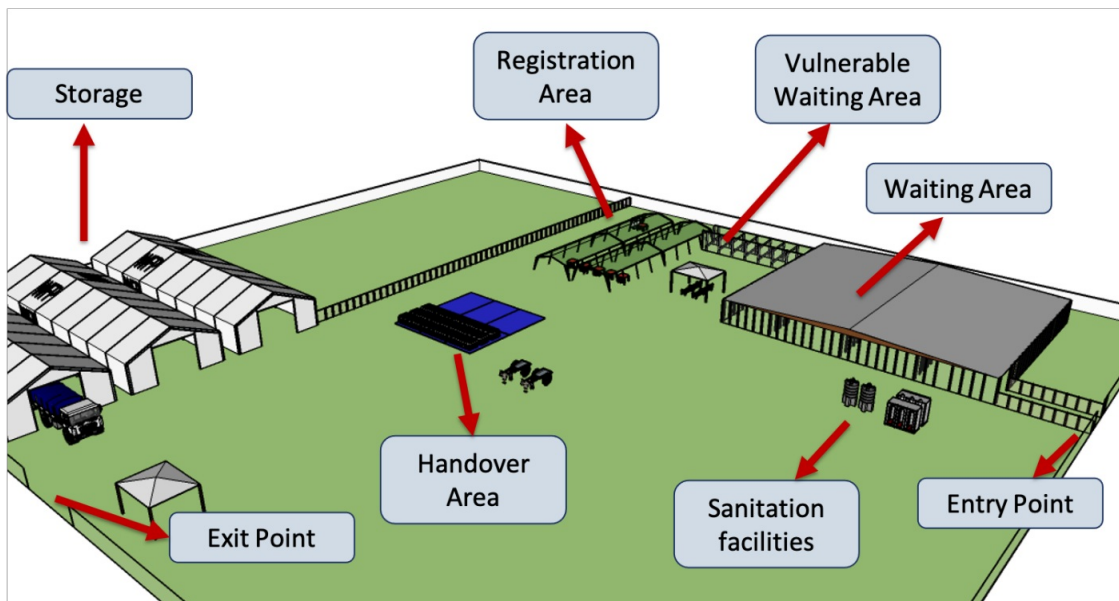 Storage
Registration
Area
Vulnerable
Waiting Area
Waiting Area
Handover
Area
Sanitation
facilities
Entry Point
Exit Point